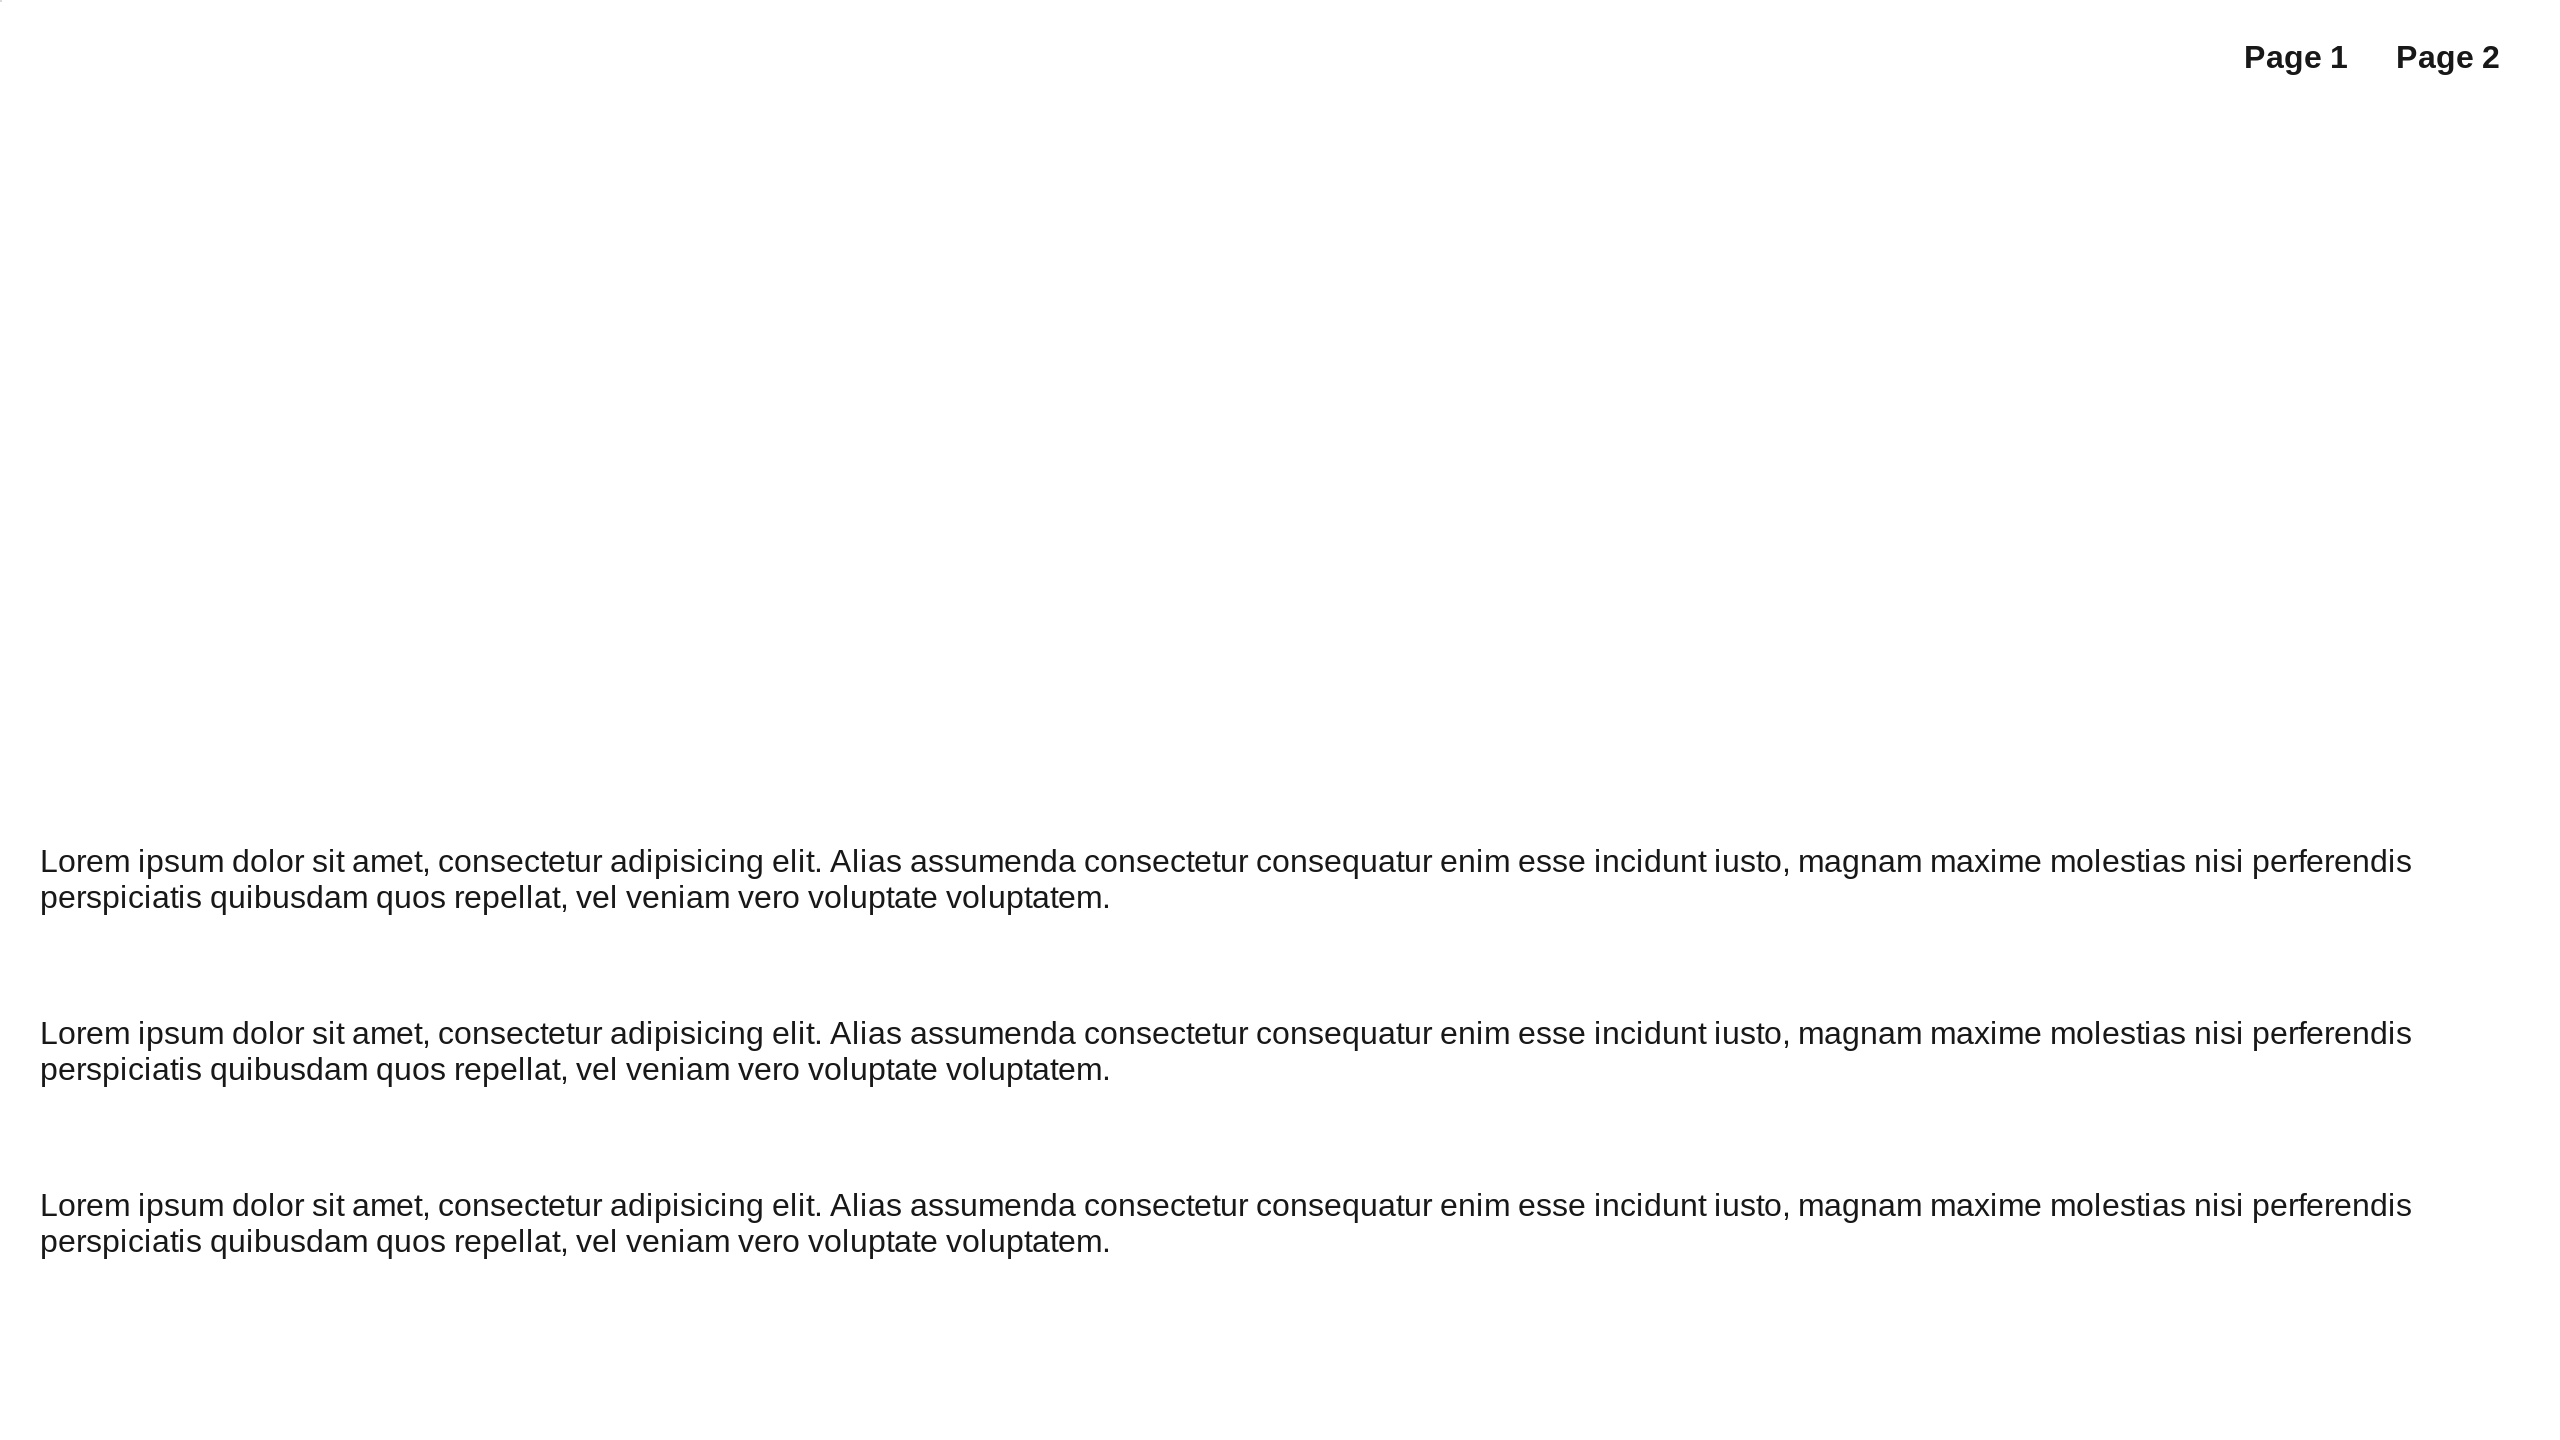 Page 1 Page 2
Lorem ipsum dolor sit amet, consectetur adipisicing elit. Alias assumenda consectetur consequatur enim esse incidunt iusto, magnam maxime molestias nisi perferendis
perspiciatis quibusdam quos repellat, vel veniam vero voluptate voluptatem.
Lorem ipsum dolor sit amet, consectetur adipisicing elit. Alias assumenda consectetur consequatur enim esse incidunt iusto, magnam maxime molestias nisi perferendis
perspiciatis quibusdam quos repellat, vel veniam vero voluptate voluptatem.
Lorem ipsum dolor sit amet, consectetur adipisicing elit. Alias assumenda consectetur consequatur enim esse incidunt iusto, magnam maxime molestias nisi perferendis
perspiciatis quibusdam quos repellat, vel veniam vero voluptate voluptatem.